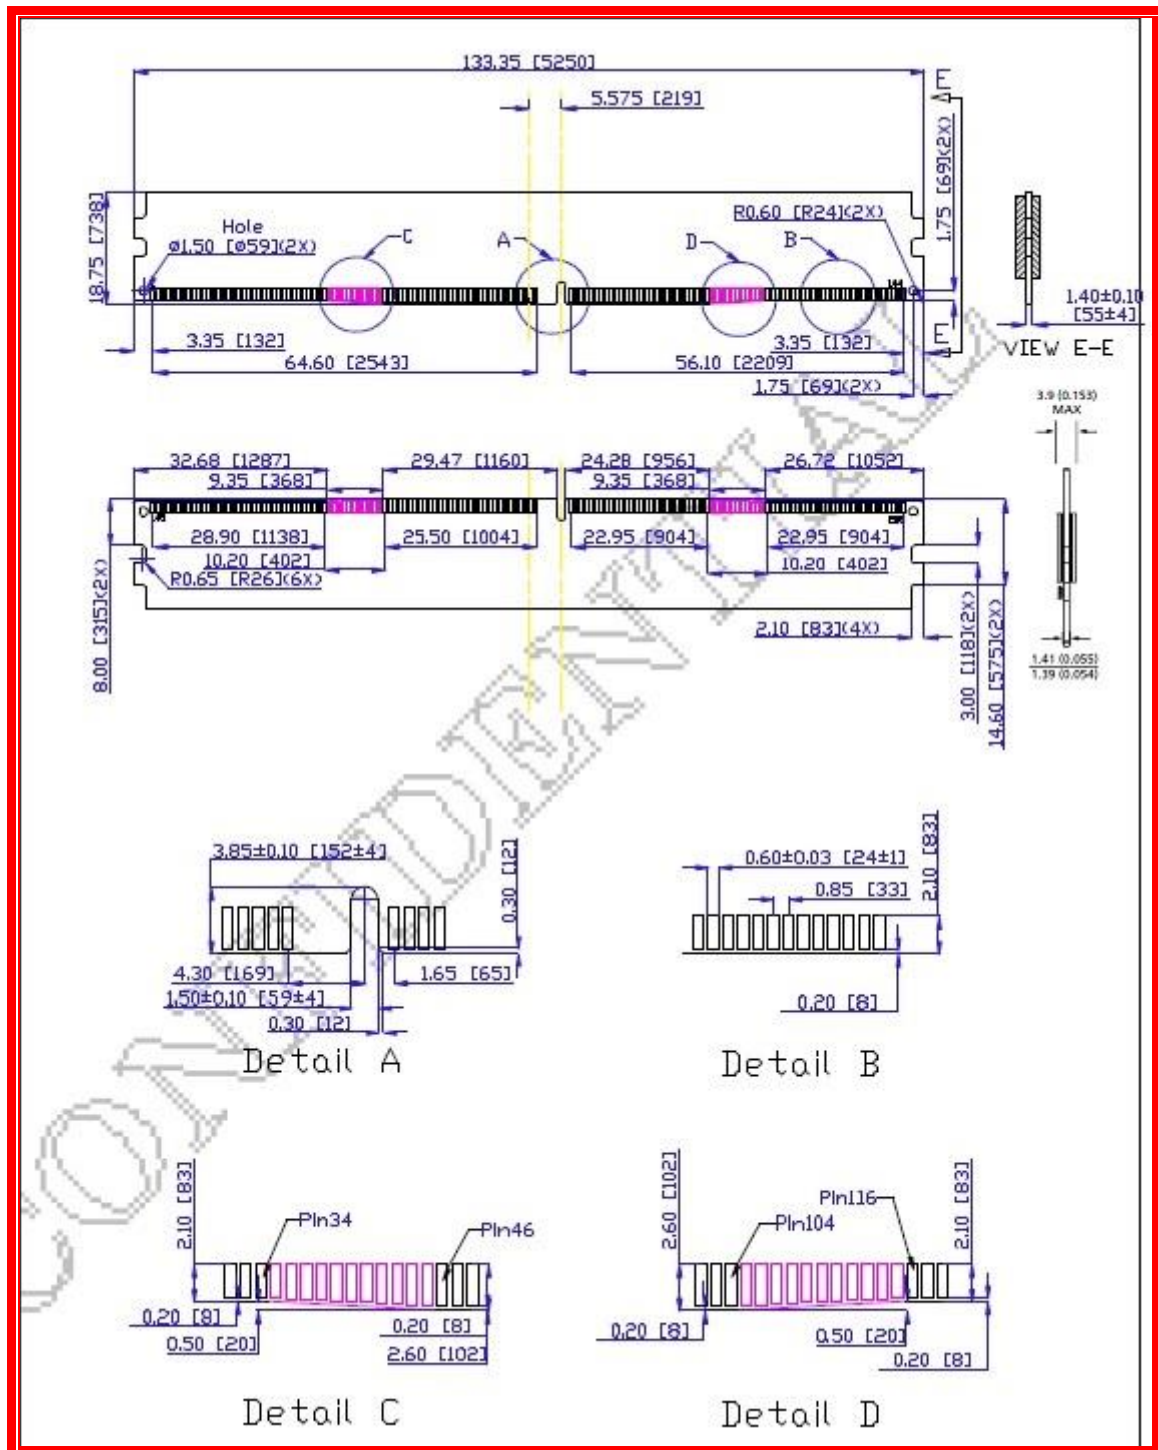 133.35 [5250]
5.575 [219]
E
1.75 [69](2X)
18.75 [738]
Hole
ø1.50 [ø59](2X)
C
A
D
B
R0.60 [R24](2X)
1.40±0.10
[55±4]
3.35 [132]
64.60 [2543]
3.35 [132]
56.10 [2209]
1.75 [69](2X)
E
VIEW E-E
3.9 (0.153)
MAX
32.68 [1287]
29.47 [1160]
24.28 [956]
26.72 [1052]
9.35 [368]
9.35 [368]
28.90 [1138]
25.50 [1004]
22.95 [904]
22.95 [904]
10.20 [402]
10.20 [402]
R0.65 [R26](6X)
8.00 [315](2X)
2.10 [83](4X)
3.00 [118](2X)
14.60 [575](2X)
1.41 (0.055)
1.39 (0.054)
CONFIDENTIAL
3.85±0.10 [152±4]
0.30 [12]
4.30 [169]
1.65 [65]
1.50±0.10 [59±4]
0.30 [12]
Detail A
0.60±0.03 [24±1]
0.85 [33]
2.10 [83]
0.20 [8]
Detail B
2.10 [83]
Pin34
Pin46
0.20 [8]
0.50 [20]
0.20 [8]
2.60 [102]
Detail C
2.60 [102]
Pin116
Pin104
2.10 [83]
0.20 [8]
0.50 [20]
0.20 [8]
Detail D